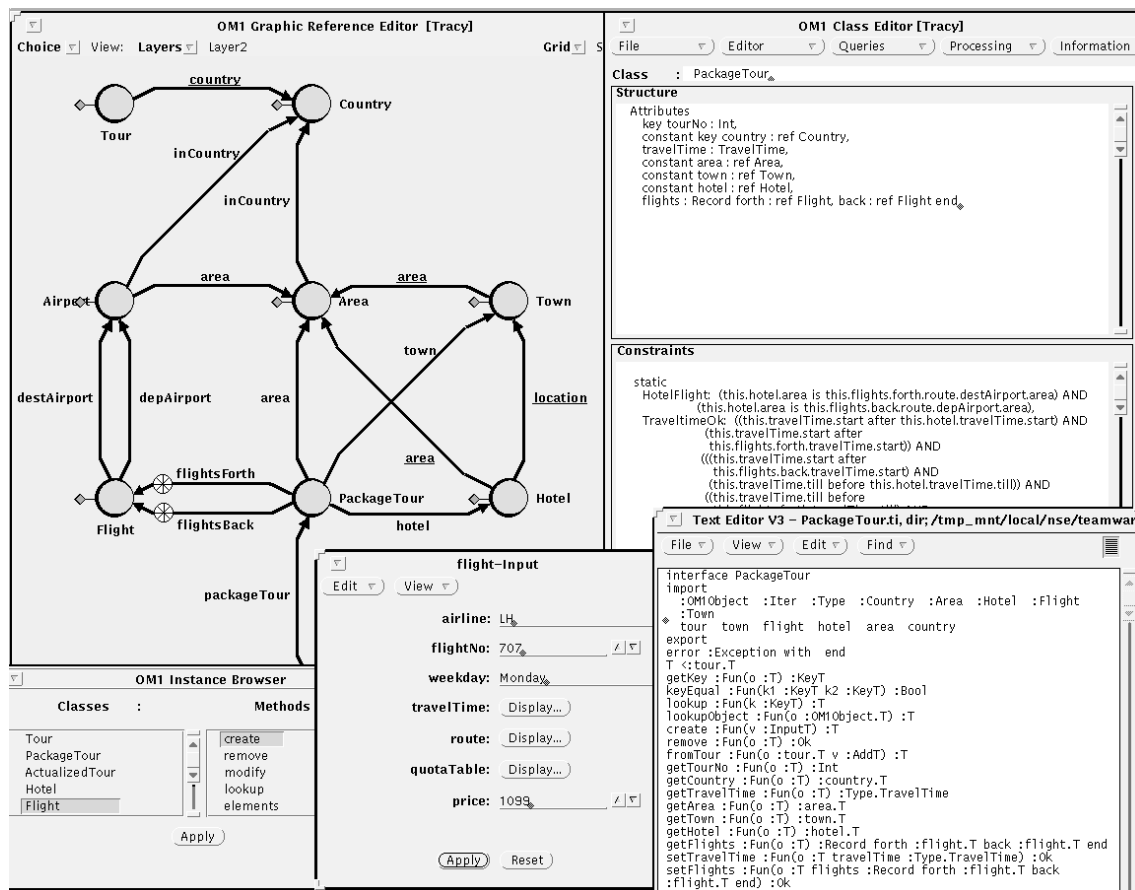 OM1 Graphic Reference Editor [Tracy]
Choice View: Layers Layer2 Grid S
country
Country
Tour
inCountry
inCountry
area
area
Airport
Area
Town
town
destAirport
depAirport
area
location
area
flightsForth
PackageTour
Hotel
Flight
flightsBack
hotel
packageTour
OM1 Class Editor [Tracy]
File Editor Queries Processing Information
Class : PackageTour
Structure
Attributes
key tourNo : Int,
constant key country : ref Country,
travelTime : TravelTime,
constant area : ref Area,
constant town : ref Town,
constant hotel : ref Hotel,
flights : Record forth : ref Flight, back : ref Flight end
Constraints
static
HotelFlight: (this.hotel.area is this.flights.forth.route.destAirport.area) AND
(this.hotel.area is this.flights.back.route.depAirport.area),
TraveltimeOk: ((this.travelTime.start after this.hotel.travelTime.start) AND
(this.travelTime.start after
this.flights.forth.travelTime.start)) AND
(((this.travelTime.start after
this.flights.back.travelTime.start) AND
(this.travelTime.till before this.hotel.travelTime.till)) AND
((this.travelTime.till before
OM1 Instance Browser
Classes : Methods
Tour
PackageTour
ActualizedTour
Hotel
Flight
create
remove
modify
lookup
elements
Apply
flight-Input
Edit View
airline: LH
flightNo: 707
weekday: Monday
travelTime: Display...
route: Display...
quotaTable: Display...
price: 1099
Apply Reset
Text Editor V3 - PackageTour.ti, dir; /tmp_mnt/local/nse/teamwar
File View Edit Find
interface PackageTour
import
:OM1Object :Iter :Type :Country :Area :Hotel :Flight
:Town
tour town flight hotel area country
export
error :Exception with end
T <:tour.T
getKey :Fun(o :T) :KeyT
keyEqual :Fun(k1 :KeyT k2 :KeyT) :Bool
lookup :Fun(k :KeyT) :T
lookupObject :Fun(o :OM1Object.T) :T
create :Fun(v :InputT) :T
remove :Fun(o :T) :Ok
fromTour :Fun(o :tour.T v :AddT) :T
getTourNo :Fun(o :T) :Int
getCountry :Fun(o :T) :country.T
getTravelTime :Fun(o :T) :Type.TravelTime
getArea :Fun(o :T) :area.T
getTown :Fun(o :T) :town.T
getHotel :Fun(o :T) :hotel.T
getFlights :Fun(o :T) :Record forth :flight.T back :flight.T end
setTravelTime :Fun(o :T travelTime :Type.TravelTime) :Ok
setFlights :Fun(o :T flights :Record forth :flight.T back
:flight.T end) :Ok